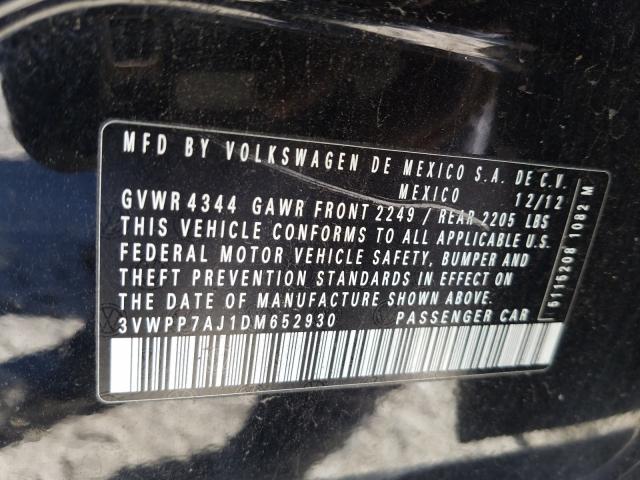 MFD BY VOLKSWAGEN DE MEXICO S.A. DE C.V.
MEXICO 12/12
GVWR 4344 GAWR FRONT 2249 / REAR 2205 LBS
THIS VEHICLE CONFORMS TO ALL APPLICABLE U.S.
FEDERAL MOTOR VEHICLE SAFETY, BUMPER AND
THEFT PREVENTION STANDARDS IN EFFECT ON
THE DATE OF MANUFACTURE SHOWN ABOVE.
3VWPP7AJ1DM652930 PASSENGER CAR
1082 M